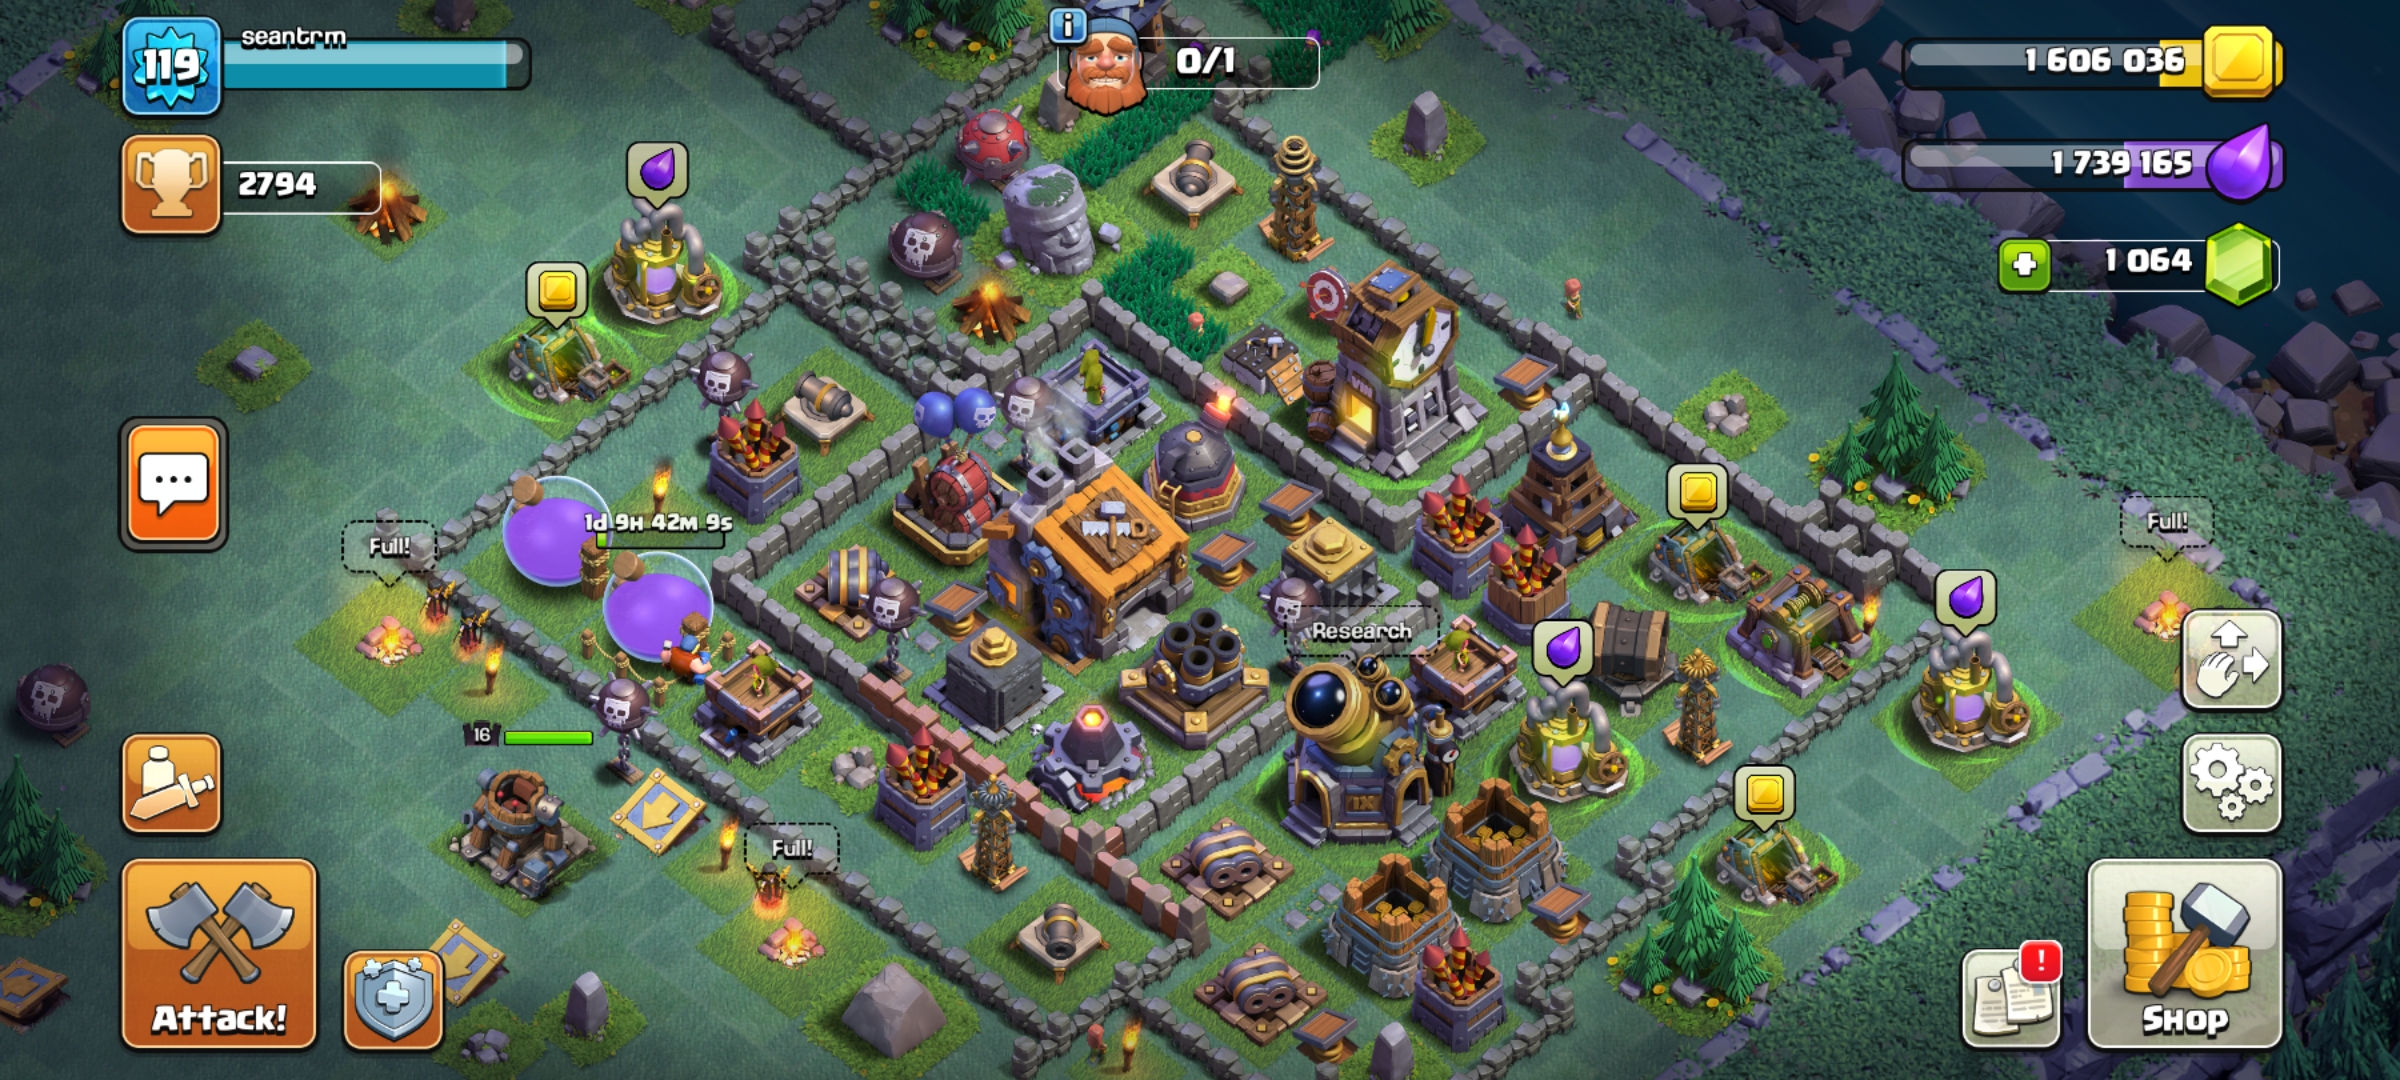 119
seantrm
0/1
1 606 036
2794
1 739 165
1 064
1d 9H 42M 9s
Full!
Full!
Research
16
Full!
IX
Attack!
!
Shop